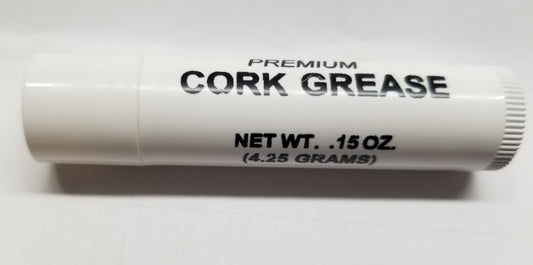 PREMIUM
CORK GREASE
NET WT. .15 OZ.
(4.25 GRAMS)